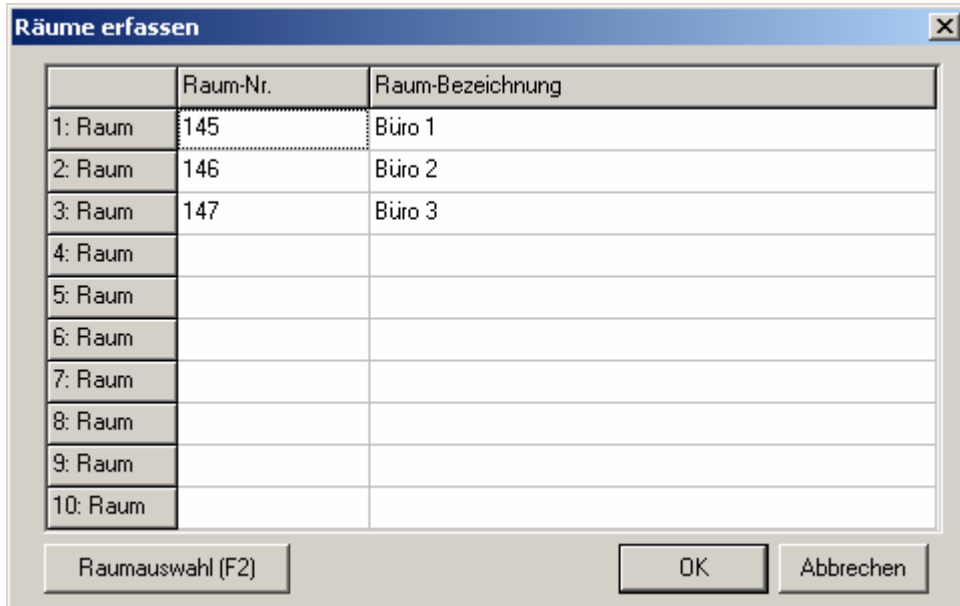 Räume erfassen
Raum-Nr. Raum-Bezeichnung
1: Raum 145 Büro 1
2: Raum 146 Büro 2
3: Raum 147 Büro 3
4: Raum
5: Raum
6: Raum
7: Raum
8: Raum
9: Raum
10: Raum
Raumauswahl (F2) OK Abbrechen